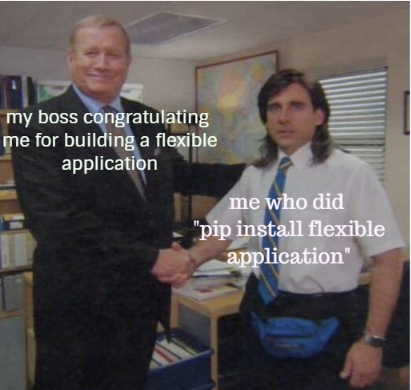 my boss congratulating
me for building a flexible
application
me who did
"pip install flexible
application"